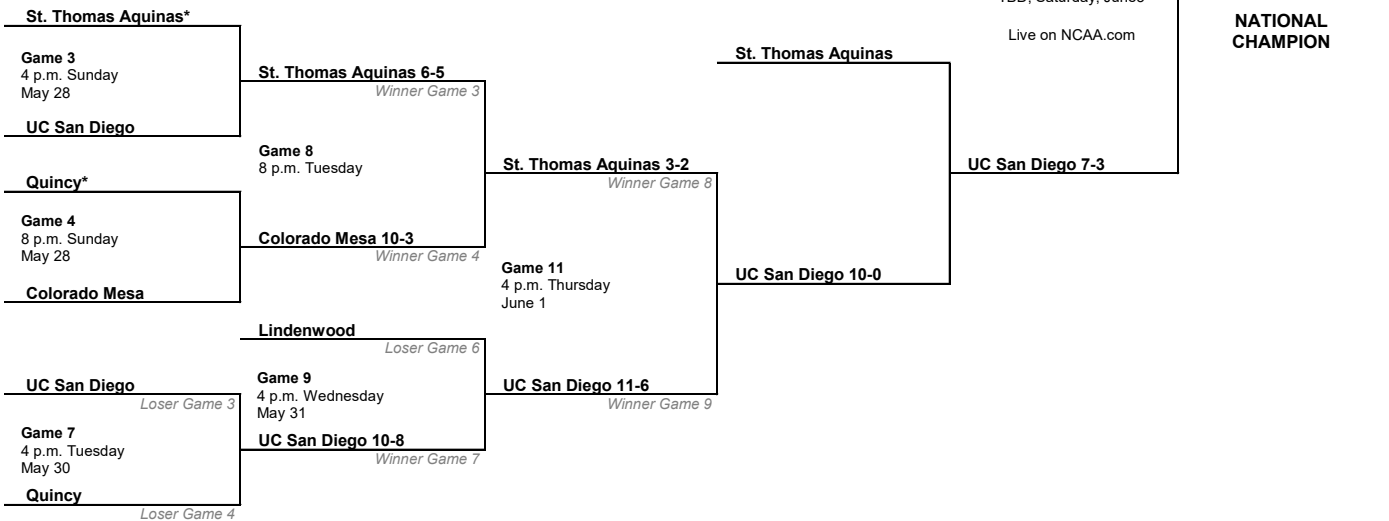 St. Thomas Aquinas*
Game 3
4 p.m. Sunday
May 28
UC San Diego
Quincy*
Game 4
8 p.m. Sunday
May 28
Colorado Mesa
UC San Diego
Loser Game 3
Game 7
4 p.m. Tuesday
May 30
Quincy
Loser Game 4
St. Thomas Aquinas 6-5
Winner Game 3
Game 8
8 p.m. Tuesday
Colorado Mesa 10-3
Winner Game 4
Lindenwood
Loser Game 6
Game 9
4 p.m. Wednesday
May 31
UC San Diego 10-8
Winner Game 7
St. Thomas Aquinas 3-2
Winner Game 8
Game 11
4 p.m. Thursday
June 1
UC San Diego 11-6
Winner Game 9
St. Thomas Aquinas
UC San Diego 10-0
UC San Diego 7-3
Live on NCAA.com
NATIONAL
CHAMPION